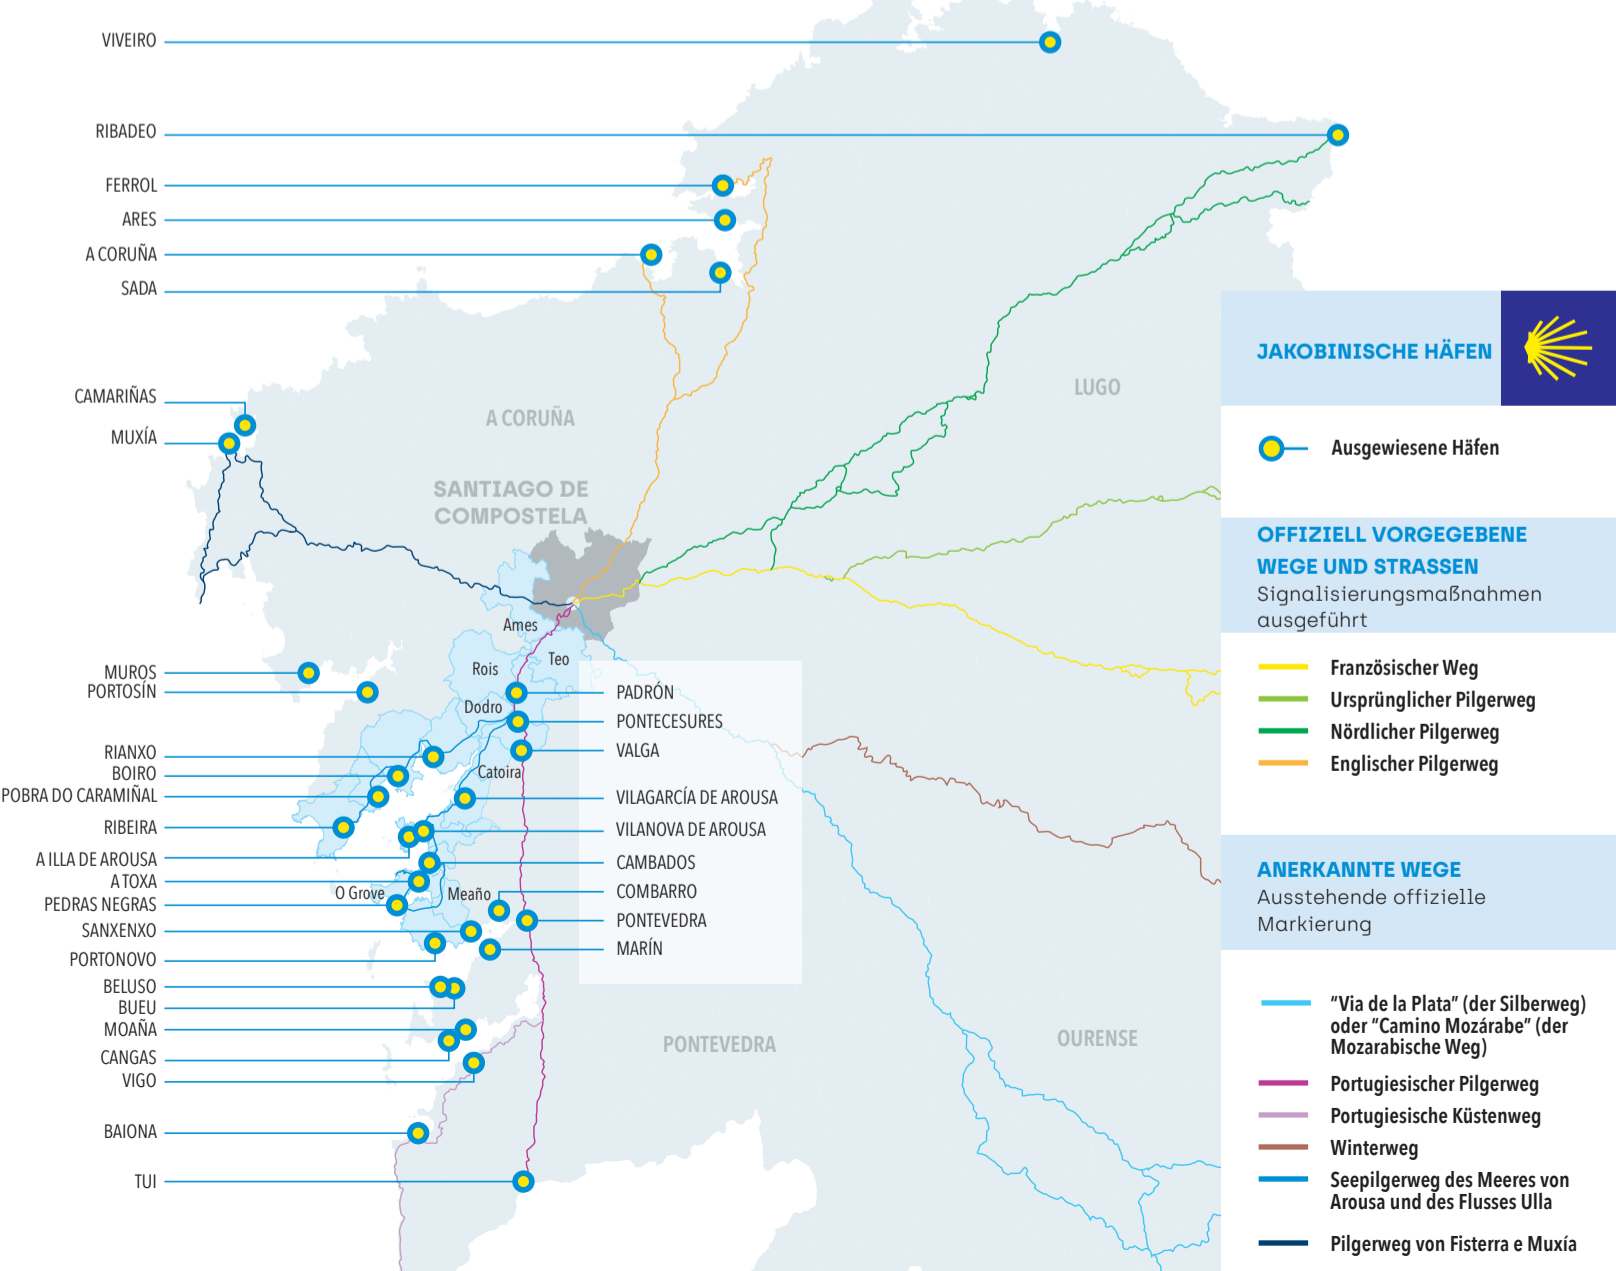 VIVEIRO
RIBADEO
FERROL
ARES
A CORUÑA
SADA
CAMARIÑAS
MUXÍA
MUROS
PORTOSÍN
RIANXO
BOIRO
POBRA DO CARAMIÑAL
RIBEIRA
A ILLA DE AROUSA
A TOXA
PEDRAS NEGRAS
SANXENXO
PORTONOVO
BELUSO
BUEU
MOAÑA
CANGAS
VIGO
BAIONA
TUI
A CORUÑA
LUGO
SANTIAGO DE
COMPOSTELA
Ames
Teo
Rois
Dodro
Catoira
O Grove
Meaño
PADRÓN
PONTECESURES
VALGA
VILAGARCÍA DE AROUSA
VILANOVA DE AROUSA
CAMBADOS
COMBARRO
PONTEVEDRA
MARÍN
PONTEVEDRA
OURENSE
JAKOBINISCHE HÄFEN
Ausgewiesene Häfen
OFFIZIELL VORGEGEBENE
WEGE UND STRASSEN
Signalisierungsmaßnahmen
ausgeführt
Französischer Weg
Ursprünglicher Pilgerweg
Nördlicher Pilgerweg
Englischer Pilgerweg
ANERKANNTE WEGE
Ausstehende offizielle
Markierung
"Via de la Plata" (der Silberweg)
oder "Camino Mozárabe" (der
Mozarabische Weg)
Portugiesischer Pilgerweg
Portugiesische Küstenweg
Winterweg
Seepilgerweg des Meeres von
Arousa und des Flusses Ulla
Pilgerweg von Fisterra e Muxía